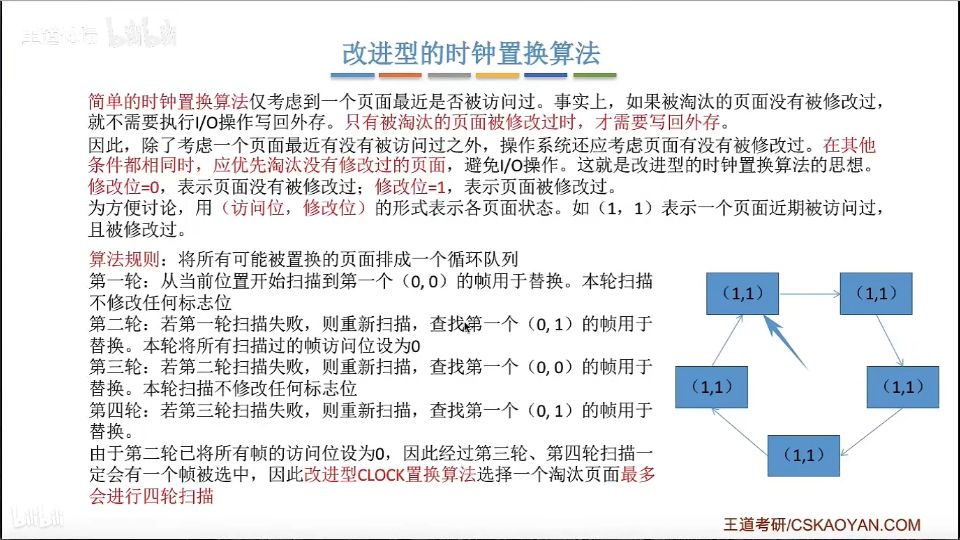 王道考研 bilibili
改进型的时钟置换算法
简单的时钟置换算法仅考虑到一个页面最近是否被访问过。事实上，如果被淘汰的页面没有被修改过，
就不需要执行I/O操作写回外存。只有被淘汰的页面被修改过时，才需要写回外存。
因此，除了考虑一个页面最近有没有被访问过之外，操作系统还应考虑页面有没有被修改过。在其他
条件都相同时，应优先淘汰没有修改过的页面，避免I/O操作。这就是改进型的时钟置换算法的思想。
修改位=0，表示页面没有被修改过；修改位=1，表示页面被修改过。
为方便讨论，用（访问位，修改位）的形式表示各页面状态。如（1，1）表示一个页面近期被访问过，
且被修改过。
算法规则：将所有可能被置换的页面排成一个循环队列
第一轮：从当前位置开始扫描到第一个（0, 0）的帧用于替换。本轮扫描
不修改任何标志位
第二轮：若第一轮扫描失败，则重新扫描，查找第一个（0, 1）的帧用于
替换。本轮将所有扫描过的帧访问位设为0
第三轮：若第二轮扫描失败，则重新扫描，查找第一个（0, 0）的帧用于
替换。本轮扫描不修改任何标志位
第四轮：若第三轮扫描失败，则重新扫描，查找第一个（0, 1）的帧用于
替换。
由于第二轮已将所有帧的访问位设为0，因此经过第三轮、第四轮扫描一
定会有一个帧被选中，因此改进型CLOCK置换算法选择一个淘汰页面最多
会进行四轮扫描
（1,1）
（1,1）
（1,1）
（1,1）
（1,1）
bilibili
王道考研/CSKAOYAN.COM